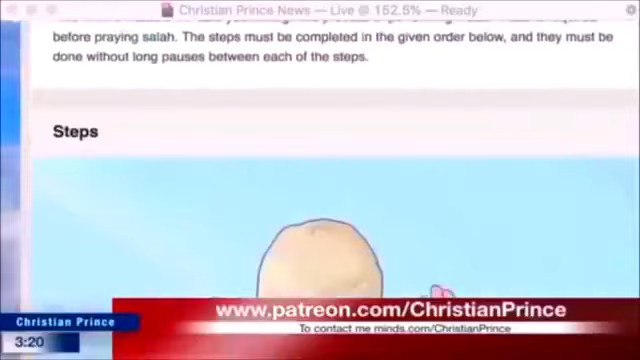 Christian Prince News — Live @ 152.5% — Ready
before praying salah. The steps must be completed in the given order below, and they must be
done without long pauses between each of the steps.
Steps
www.patreon.com/ChristianPrince
To contact me minds.com/ChristianPrince
Christian Prince
3:20